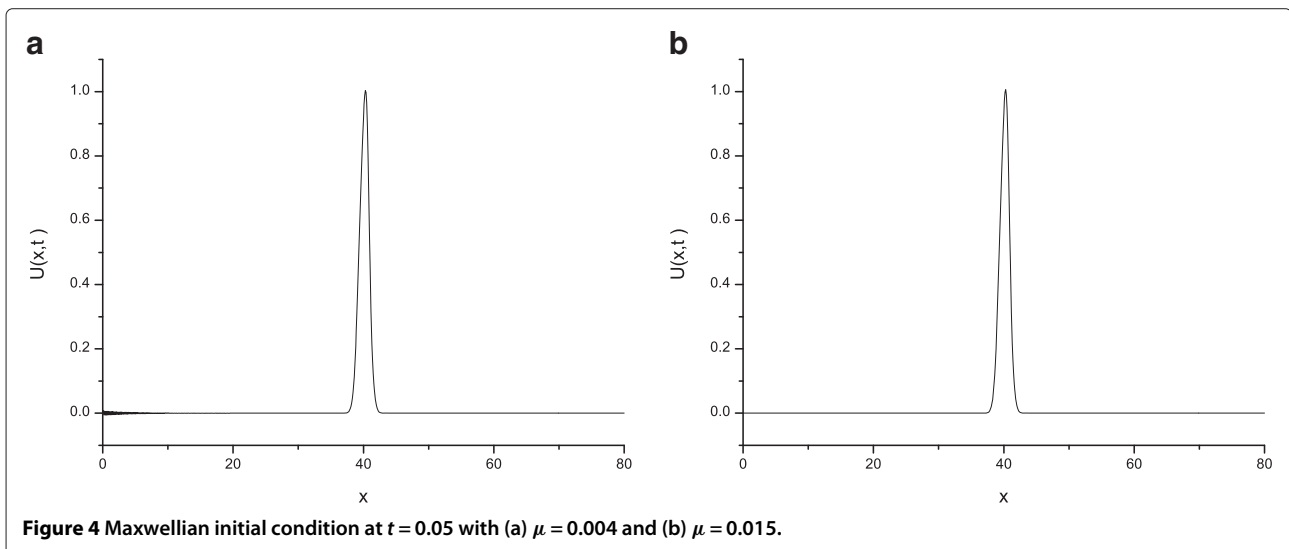 a
b
1.0
0.8
0.6
0.4
0.2
0.0
U(x,t )
0 20 40 60 80
x
1.0
0.8
0.6
0.4
0.2
0.0
U(x,t )
0 20 40 60 80
x
Figure 4 Maxwellian initial condition at t = 0.05 with (a) μ = 0.004 and (b) μ = 0.015.